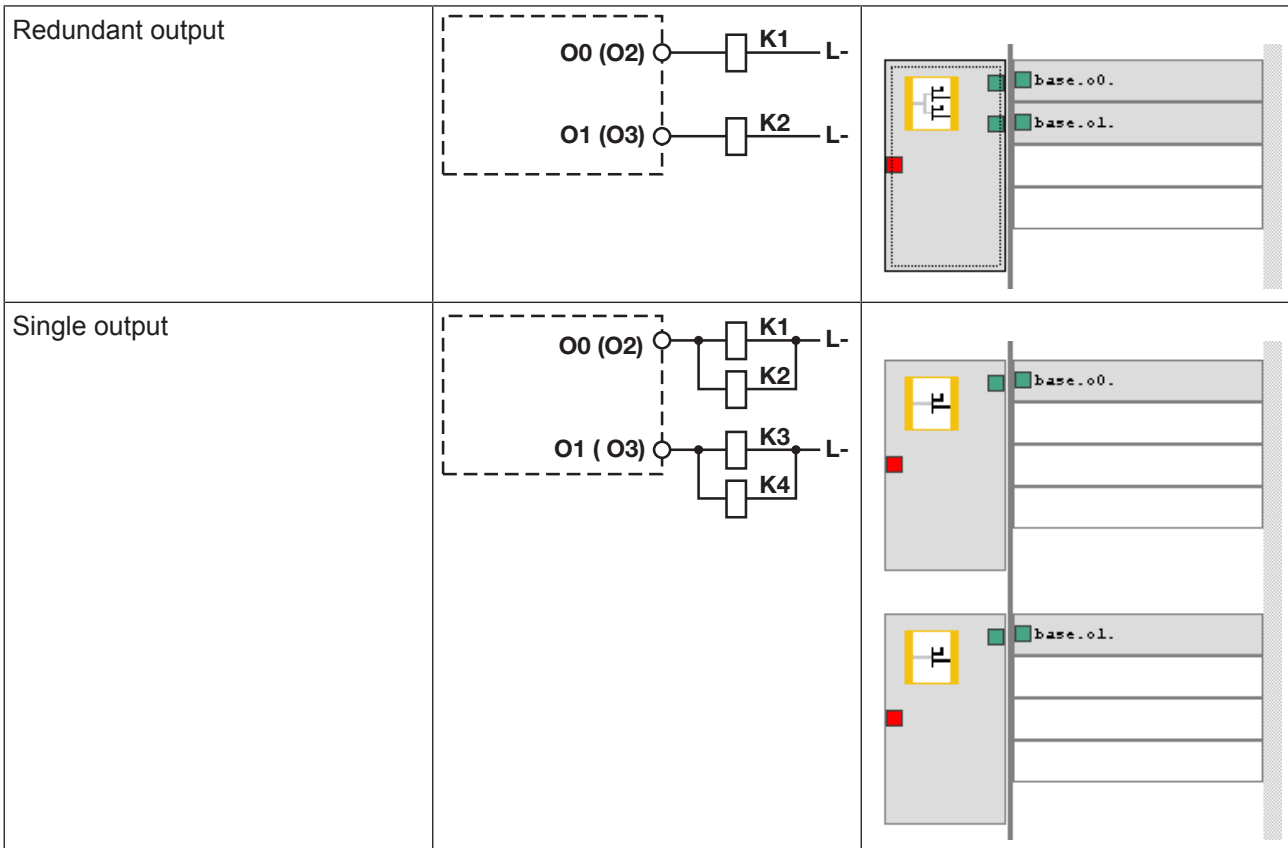 Redundant output
O0 (O2)
K1
L-
O1 (O3)
K2
L-
base.o0.
base.o1.
Single output
O0 (O2)
K1
L-
K2
O1 ( O3)
K3
L-
K4
base.o0.
base.o1.